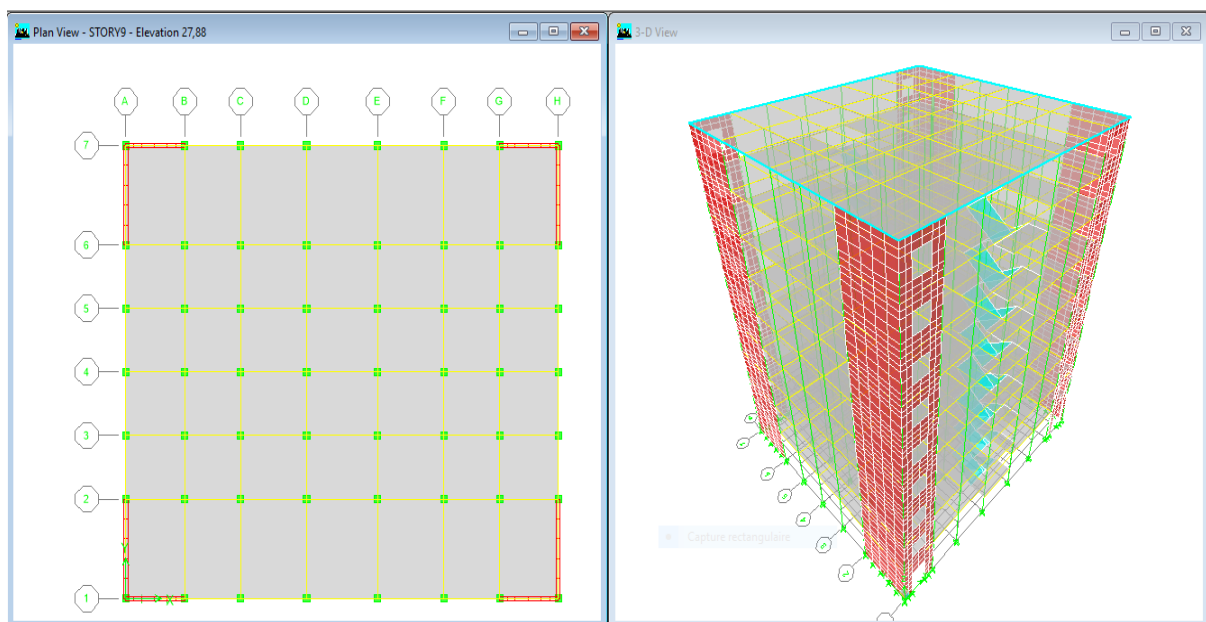 Plan View - STORY9 - Elevation 27,88
A B C D E F G H
7
6
5
4
3
2
1
Y
X
3-D View
Capture rectangulaire